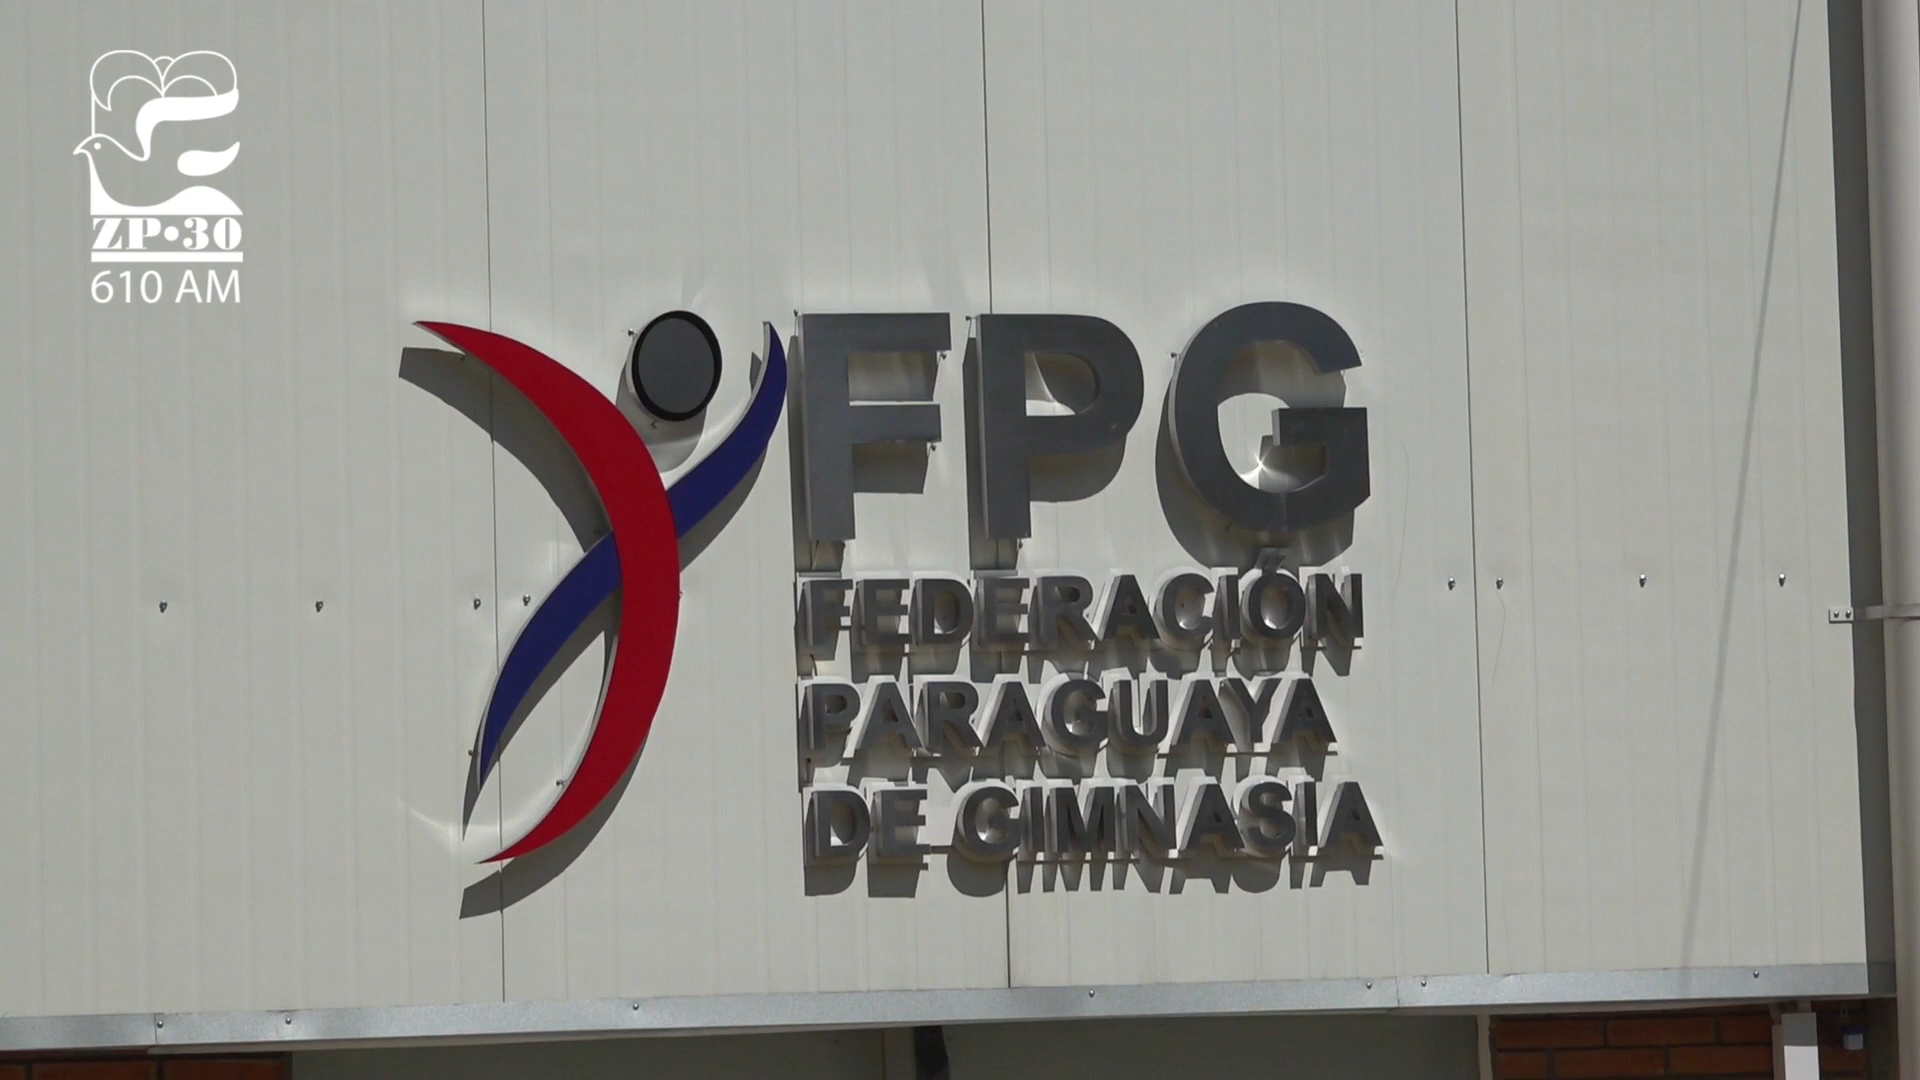 ZP•30
610 AM
FPG
FEDERACIÓN
PARAGUAYA
DE GIMNASIA